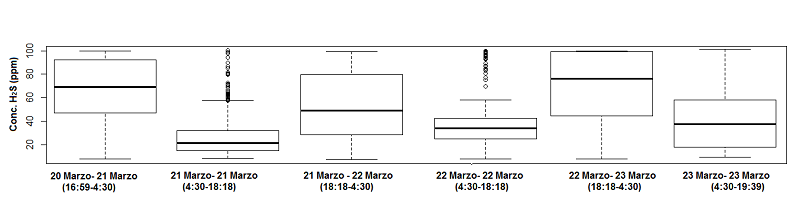 Conc. H2S (ppm)
100
80
60
40
20
20 Marzo- 21 Marzo
(16:59-4:30)
21 Marzo- 21 Marzo
(4:30-18:18)
21 Marzo - 22 Marzo
(18:18-4:30)
22 Marzo- 22 Marzo
(4:30-18:18)
22 Marzo- 23 Marzo
(18:18-4:30)
23 Marzo- 23 Marzo
(4:30-19:39)